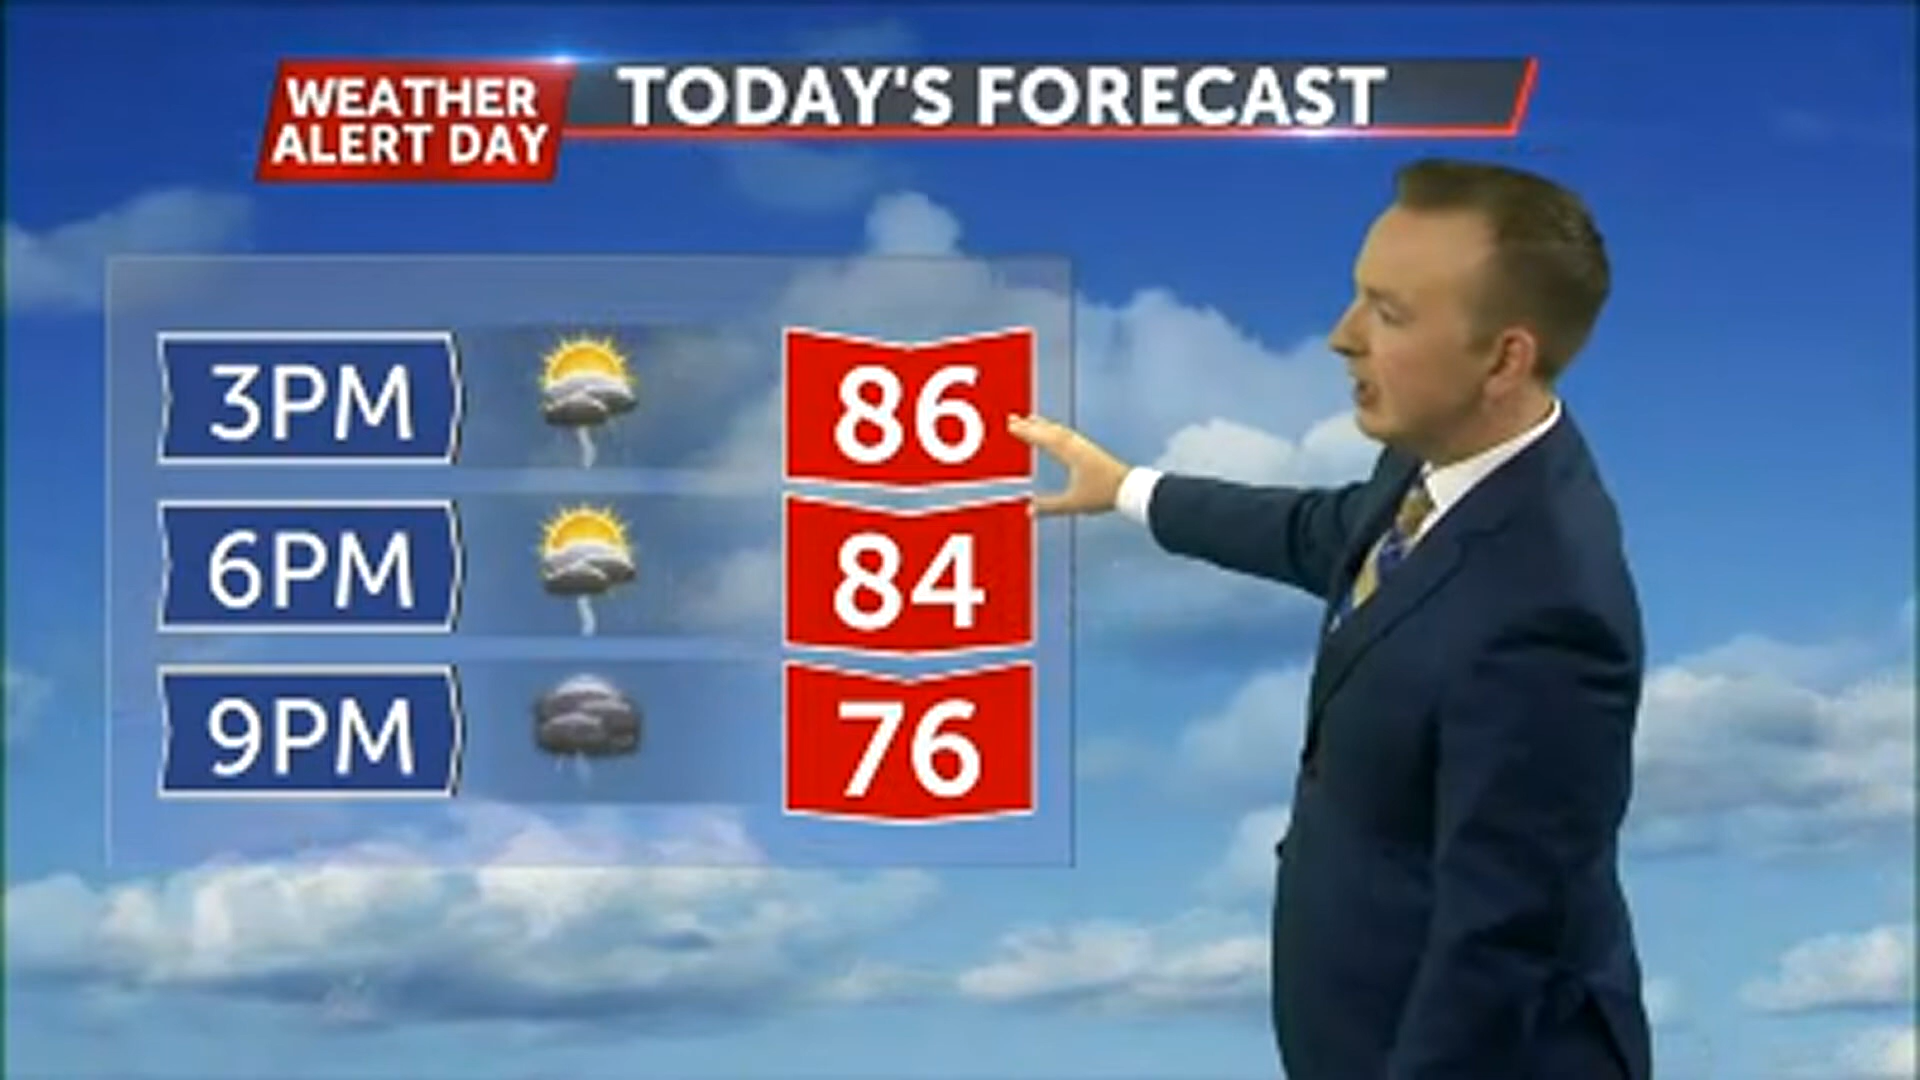 WEATHER
ALERT DAY
TODAY'S FORECAST
3PM 86
6PM 84
9PM 76